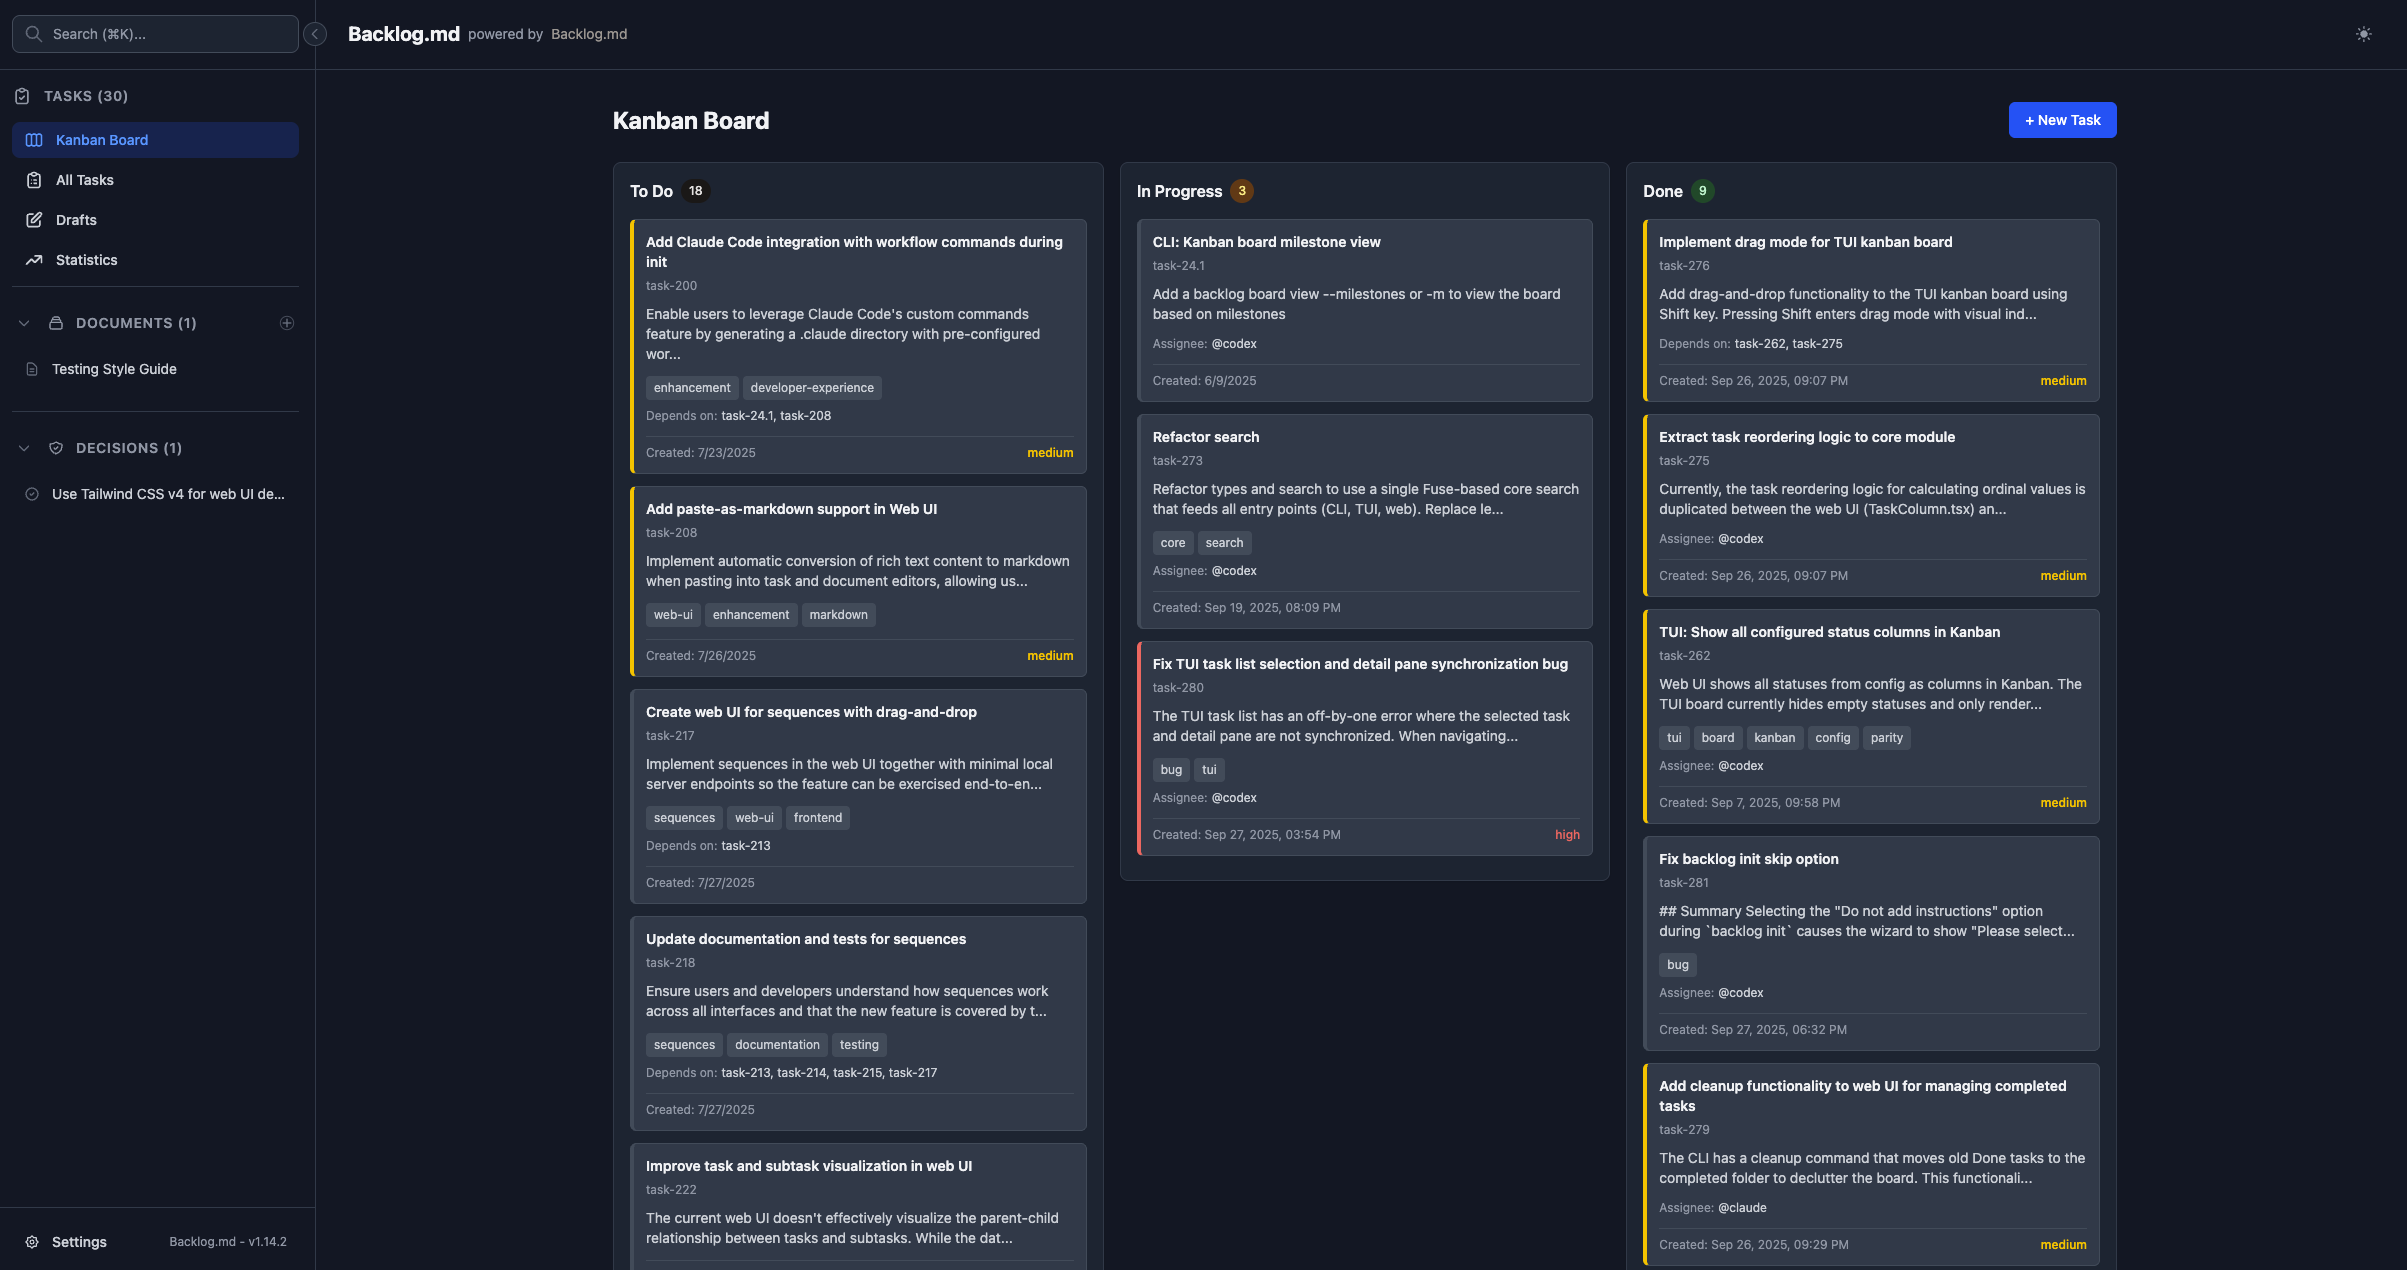 Search (⌘K)...
Backlog.md powered by Backlog.md
TASKS (30)
Kanban Board
All Tasks
Drafts
Statistics
DOCUMENTS (1)
Testing Style Guide
DECISIONS (1)
Use Tailwind CSS v4 for web UI de...
Settings
Backlog.md - v1.14.2
Kanban Board
+ New Task
To Do 18
Add Claude Code integration with workflow commands during
init
task-200
Enable users to leverage Claude Code's custom commands
feature by generating a .claude directory with pre-configured
wor...
enhancement developer-experience
Depends on: task-24.1, task-208
Created: 7/23/2025 medium
Add paste-as-markdown support in Web UI
task-208
Implement automatic conversion of rich text content to markdown
when pasting into task and document editors, allowing us...
web-ui enhancement markdown
Created: 7/26/2025 medium
Create web UI for sequences with drag-and-drop
task-217
Implement sequences in the web UI together with minimal local
server endpoints so the feature can be exercised end-to-en...
sequences web-ui frontend
Depends on: task-213
Created: 7/27/2025
Update documentation and tests for sequences
task-218
Ensure users and developers understand how sequences work
across all interfaces and that the new feature is covered by t...
sequences documentation testing
Depends on: task-213, task-214, task-215, task-217
Created: 7/27/2025
Improve task and subtask visualization in web UI
task-222
The current web UI doesn't effectively visualize the parent-child
relationship between tasks and subtasks. While the dat...
In Progress 3
CLI: Kanban board milestone view
task-24.1
Add a backlog board view --milestones or -m to view the board
based on milestones
Assignee: @codex
Created: 6/9/2025
Refactor search
task-273
Refactor types and search to use a single Fuse-based core search
that feeds all entry points (CLI, TUI, web). Replace le...
core search
Assignee: @codex
Created: Sep 19, 2025, 08:09 PM
Fix TUI task list selection and detail pane synchronization bug
task-280
The TUI task list has an off-by-one error where the selected task
and detail pane are not synchronized. When navigating...
bug tui
Assignee: @codex
Created: Sep 27, 2025, 03:54 PM high
Done 9
Implement drag mode for TUI kanban board
task-276
Add drag-and-drop functionality to the TUI kanban board using
Shift key. Pressing Shift enters drag mode with visual ind...
Depends on: task-262, task-275
Created: Sep 26, 2025, 09:07 PM medium
Extract task reordering logic to core module
task-275
Currently, the task reordering logic for calculating ordinal values is
duplicated between the web UI (TaskColumn.tsx) an...
Assignee: @codex
Created: Sep 26, 2025, 09:07 PM medium
TUI: Show all configured status columns in Kanban
task-262
Web UI shows all statuses from config as columns in Kanban. The
TUI board currently hides empty statuses and only render...
tui board kanban config parity
Assignee: @codex
Created: Sep 7, 2025, 09:58 PM medium
Fix backlog init skip option
task-281
## Summary Selecting the "Do not add instructions" option
during `backlog init` causes the wizard to show "Please select...
bug
Assignee: @codex
Created: Sep 27, 2025, 06:32 PM
Add cleanup functionality to web UI for managing completed
tasks
task-279
The CLI has a cleanup command that moves old Done tasks to the
completed folder to declutter the board. This functionali...
Assignee: @claude
Created: Sep 26, 2025, 09:29 PM medium